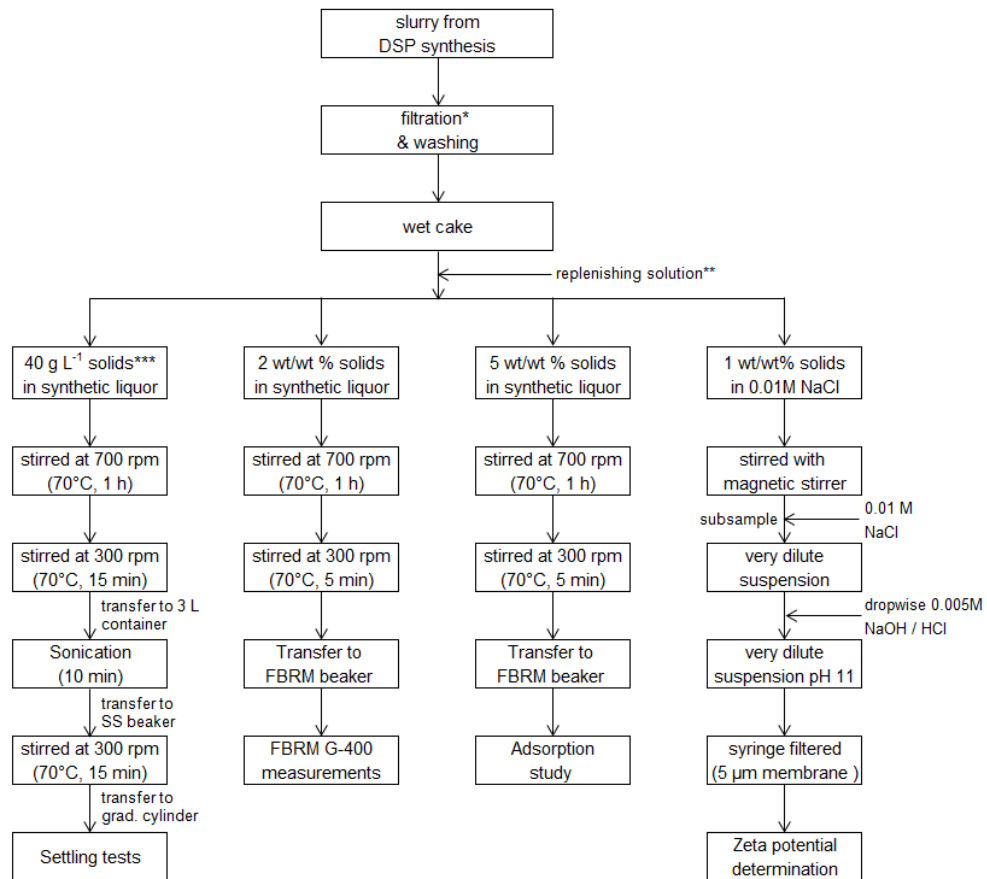 slurry from
DSP synthesis
filtration*
& washing
wet cake
replenishing solution**
40 g L⁻¹ solids***
in synthetic liquor
2 wt/wt % solids
in synthetic liquor
5 wt/wt % solids
in synthetic liquor
1 wt/wt% solids
in 0.01M NaCl
stirred at 700 rpm
(70°C, 1 h)
stirred at 700 rpm
(70°C, 1 h)
stirred at 700 rpm
(70°C, 1 h)
stirred with
magnetic stirrer
subsample
0.01 M
NaCl
stirred at 300 rpm
(70°C, 15 min)
stirred at 300 rpm
(70°C, 5 min)
stirred at 300 rpm
(70°C, 5 min)
very dilute
suspension
transfer to 3 L
container
dropwise 0.005M
NaOH / HCl
Sonication
(10 min)
Transfer to
FBRM beaker
Transfer to
FBRM beaker
very dilute
suspension pH 11
transfer to
SS beaker
stirred at 300 rpm
(70°C, 15 min)
FBRM G-400
measurements
Adsorption
study
syringe filtered
(5 µm membrane )
transfer to
grad. cylinder
Settling tests
Zeta potential
determination